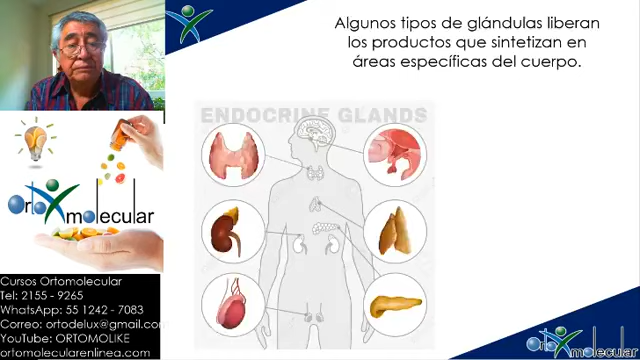 Algunos tipos de glándulas liberan
los productos que sintetizan en
áreas específicas del cuerpo.
ENDOCRINE GLANDS
Orto molecular
Cursos Ortomolecular
Tel: 2155 - 9265
WhatsApp: 55 1242 - 7083
Correo: ortodelux@gmail.com
YouTube: ORTOMOLIKE
ortomolecularenlinea.com
Orto molecular